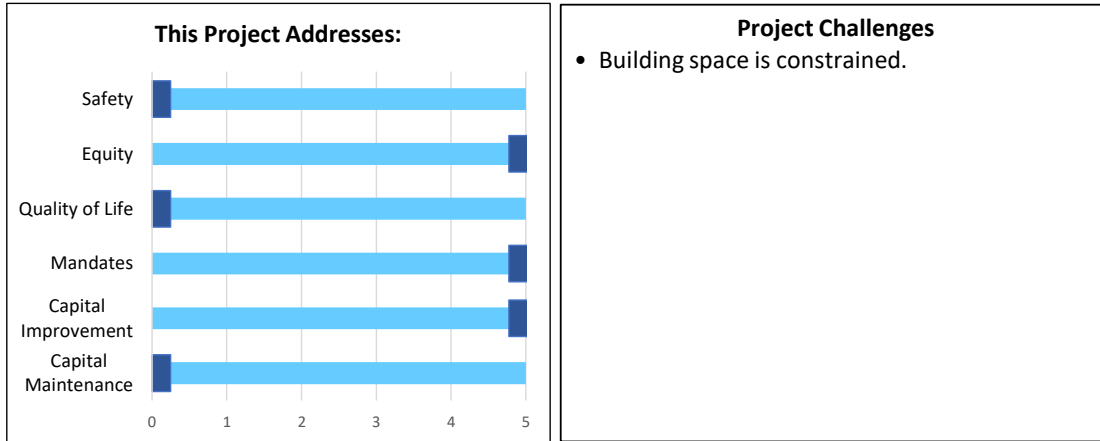 This Project Addresses:
Safety
Equity
Quality of Life
Mandates
Capital
Improvement
Capital
Maintenance
0 1 2 3 4 5
Project Challenges
• Building space is constrained.